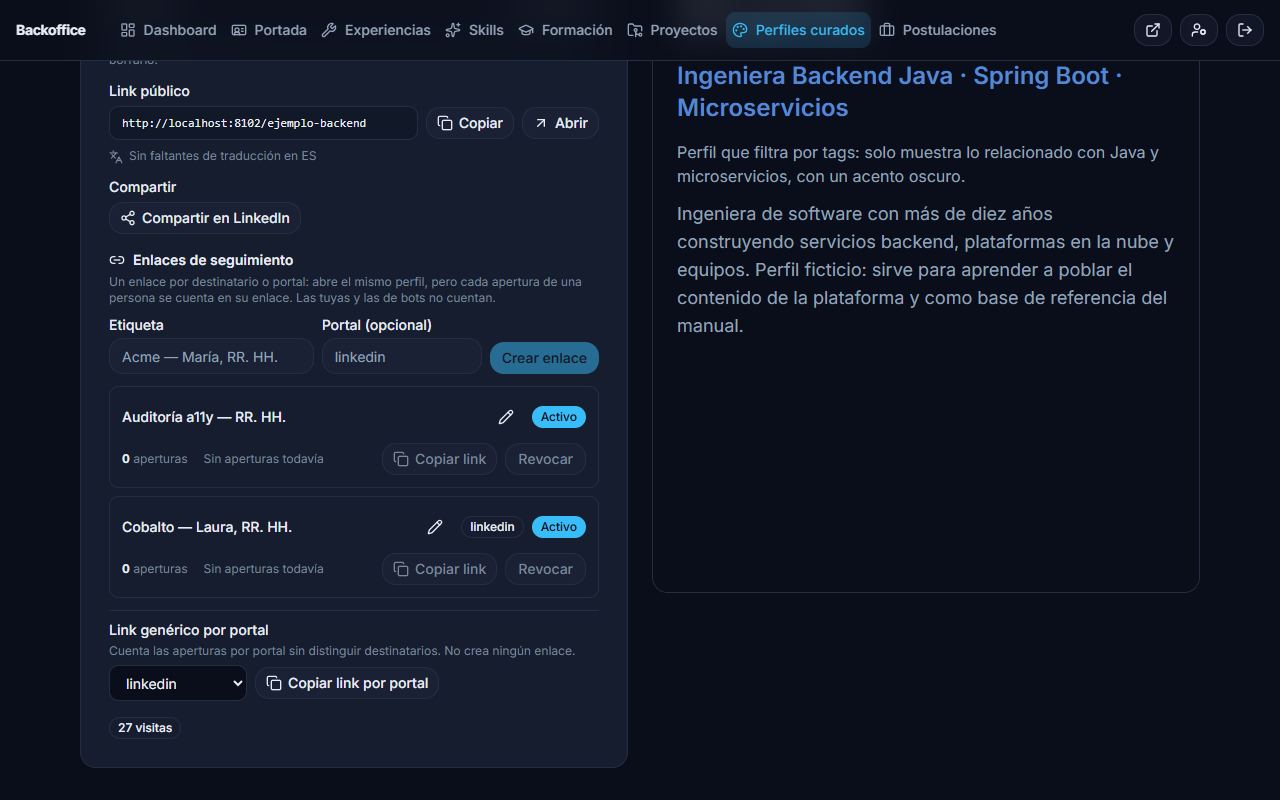 Backoffice
Dashboard
Portada
Experiencias
Skills
Formación
Proyectos
Perfiles curados
Postulaciones
Link público
http://localhost:8102/ejemplo-backend
Copiar
Abrir
Sin faltantes de traducción en ES
Compartir
Compartir en LinkedIn
Enlaces de seguimiento
Un enlace por destinatario o portal: abre el mismo perfil, pero cada apertura de una
persona se cuenta en su enlace. Las tuyas y las de bots no cuentan.
Etiqueta
Portal (opcional)
Acme — María, RR. HH.
linkedin
Crear enlace
Auditoría a11y — RR. HH.
Activo
0 aperturas
Sin aperturas todavía
Copiar link
Revocar
Cobalto — Laura, RR. HH.
linkedin
Activo
0 aperturas
Sin aperturas todavía
Copiar link
Revocar
Link genérico por portal
Cuenta las aperturas por portal sin distinguir destinatarios. No crea ningún enlace.
linkedin
Copiar link por portal
27 visitas
Ingeniera Backend Java · Spring Boot ·
Microservicios
Perfil que filtra por tags: solo muestra lo relacionado con Java y
microservicios, con un acento oscuro.
Ingeniera de software con más de diez años
construyendo servicios backend, plataformas en la nube y
equipos. Perfil ficticio: sirve para aprender a poblar el
contenido de la plataforma y como base de referencia del
manual.